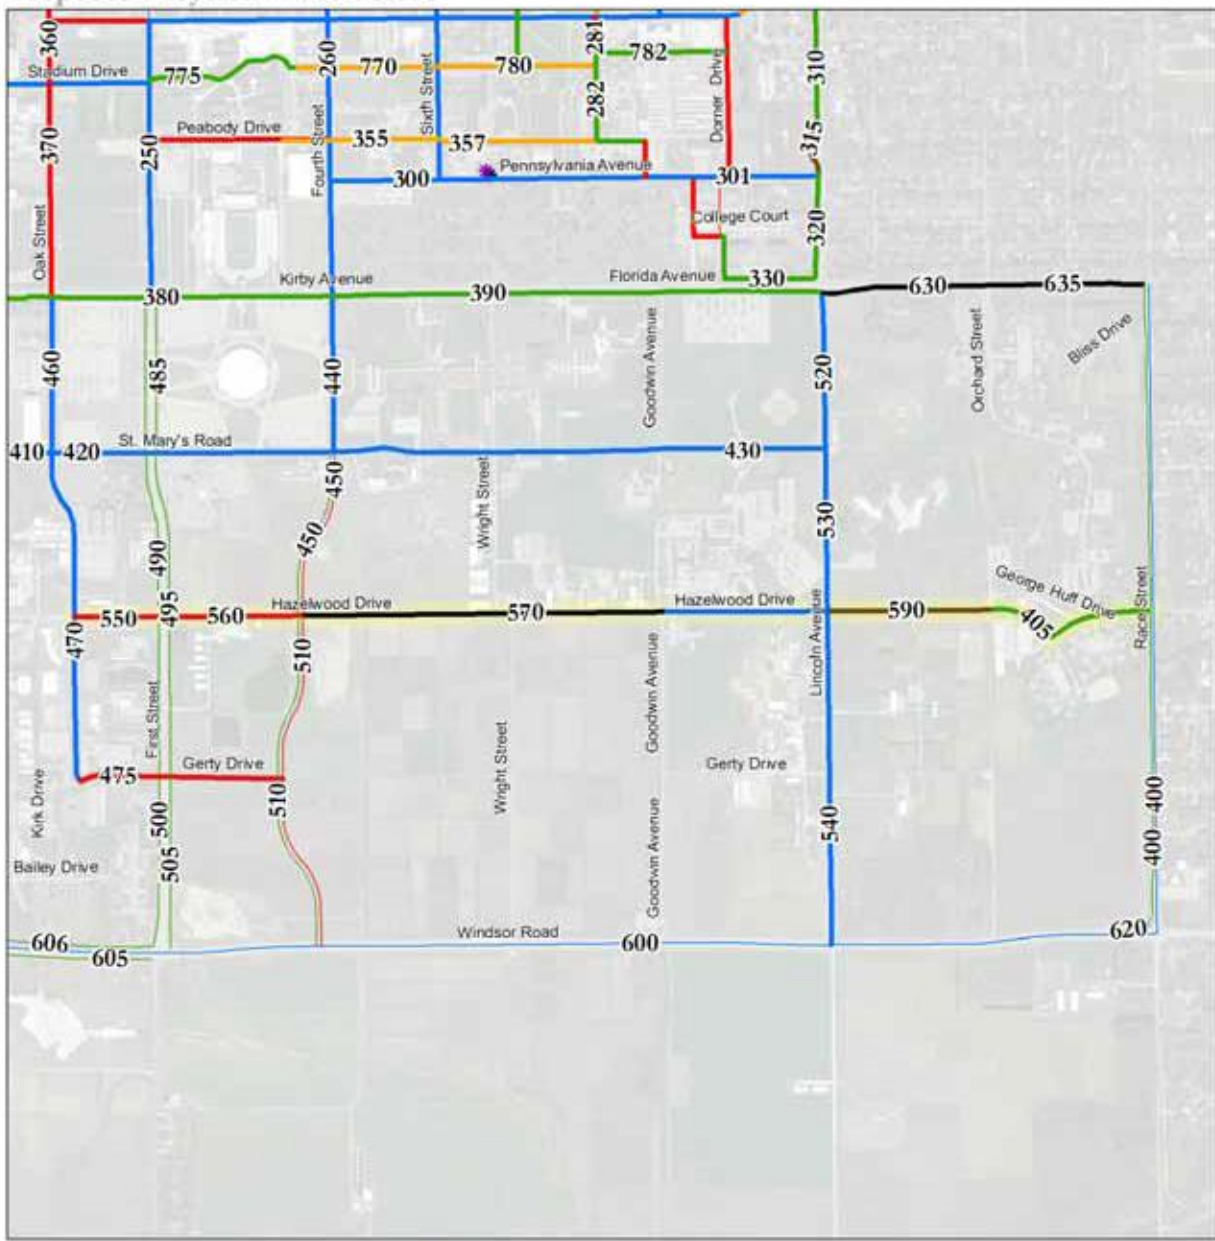 360
Stadium Drive
775
260
770
Sixth Street
780
281
782
Dorner Drive
310
370
250
Peabody Drive
355
357
282
315
Fourth Street
300
Pennsylvania Avenue
301
Oak Street
College Court
320
Kirby Avenue
Florida Avenue
330
380
390
630
635
460
485
440
Goodwin Avenue
520
Orchard Street
Bliss Drive
410
420
St. Mary's Road
430
450
Wright Street
530
490
450
495
550
560
Hazelwood Drive
570
Hazelwood Drive
590
George Huff Drive
405
Race Street
470
510
Goodwin Avenue
Lincoln Avenue
First Street
475
Gerty Drive
Wright Street
Gerty Drive
Kirk Drive
500
510
540
400
400
505
Bailey Drive
Goodwin Avenue
606
605
Windsor Road
600
620